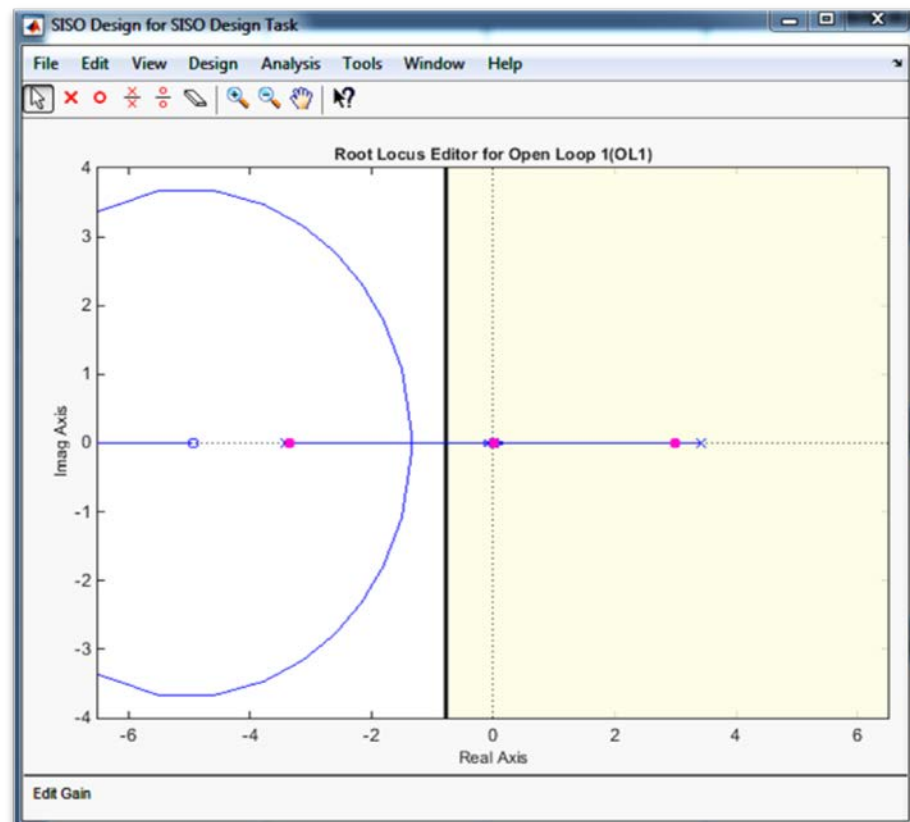 SISO Design for SISO Design Task
File Edit View Design Analysis Tools Window Help
Root Locus Editor for Open Loop 1(OL1)
4
3
2
1
0
-1
-2
-3
-4
Imag Axis
-6 -4 -2 0 2 4 6
Real Axis
Edit Gain